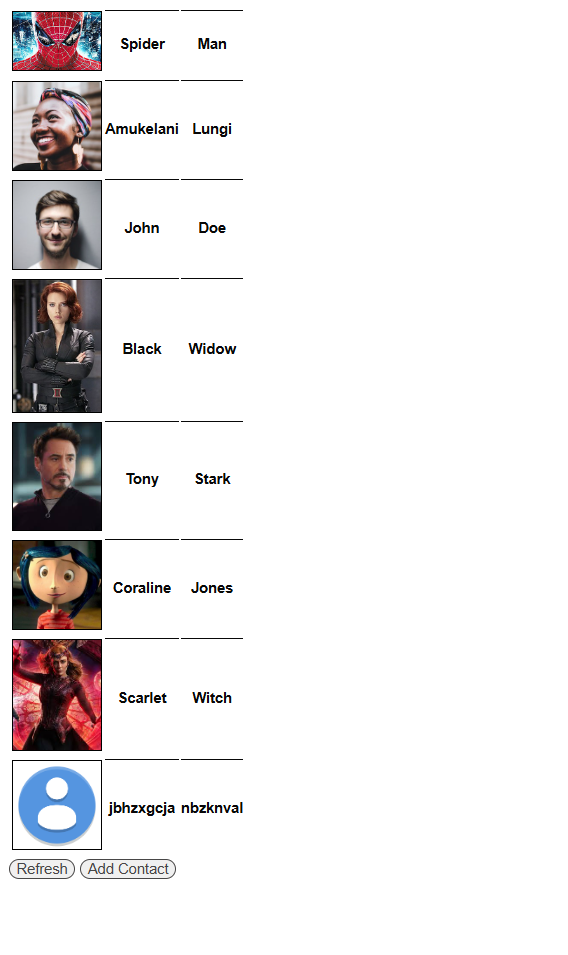 Spider Man
Amukelani Lungi
John Doe
Black Widow
Tony Stark
Coraline Jones
Scarlet Witch
jbhzxgcja nbzknval
Refresh Add Contact